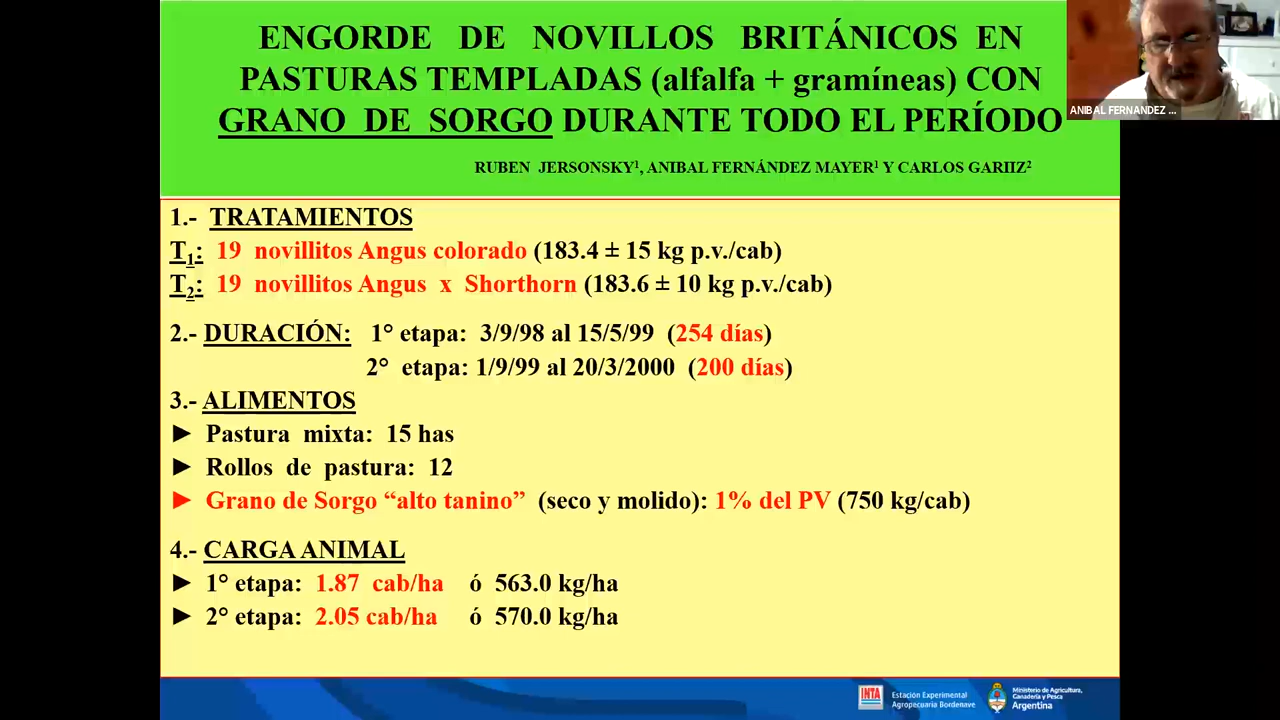 ENGORDE DE NOVILLOS BRITÁNICOS EN
PASTURAS TEMPLADAS (alfalfa + gramíneas) CON
GRANO DE SORGO DURANTE TODO EL PERÍODO
RUBEN JERSONSKY¹, ANIBAL FERNÁNDEZ MAYER¹ Y CARLOS GARIIZ²
ANIBAL FERNANDEZ ...
1.- TRATAMIENTOS
T₁: 19 novillitos Angus colorado (183.4 ± 15 kg p.v./cab)
T₂: 19 novillitos Angus x Shorthorn (183.6 ± 10 kg p.v./cab)
2.- DURACIÓN: 1° etapa: 3/9/98 al 15/5/99 (254 días)
2° etapa: 1/9/99 al 20/3/2000 (200 días)
3.- ALIMENTOS
► Pastura mixta: 15 has
► Rollos de pastura: 12
► Grano de Sorgo “alto tanino” (seco y molido): 1% del PV (750 kg/cab)
4.- CARGA ANIMAL
► 1° etapa: 1.87 cab/ha ó 563.0 kg/ha
► 2° etapa: 2.05 cab/ha ó 570.0 kg/ha
INTA
Estación Experimental
Agropecuaria Bordenave
Ministerio de Agricultura,
Ganadería y Pesca
Argentina